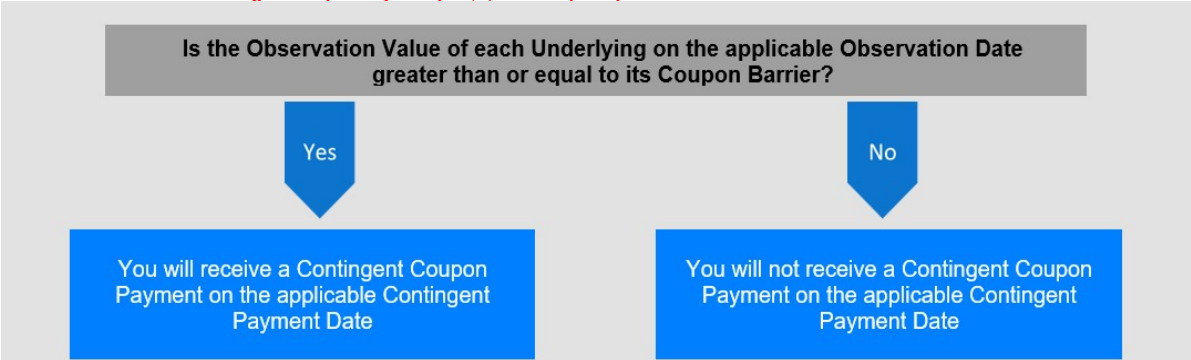 Is the Observation Value of each Underlying on the applicable Observation Date
greater than or equal to its Coupon Barrier?
Yes
No
You will receive a Contingent Coupon
Payment on the applicable Contingent
Payment Date
You will not receive a Contingent Coupon
Payment on the applicable Contingent
Payment Date